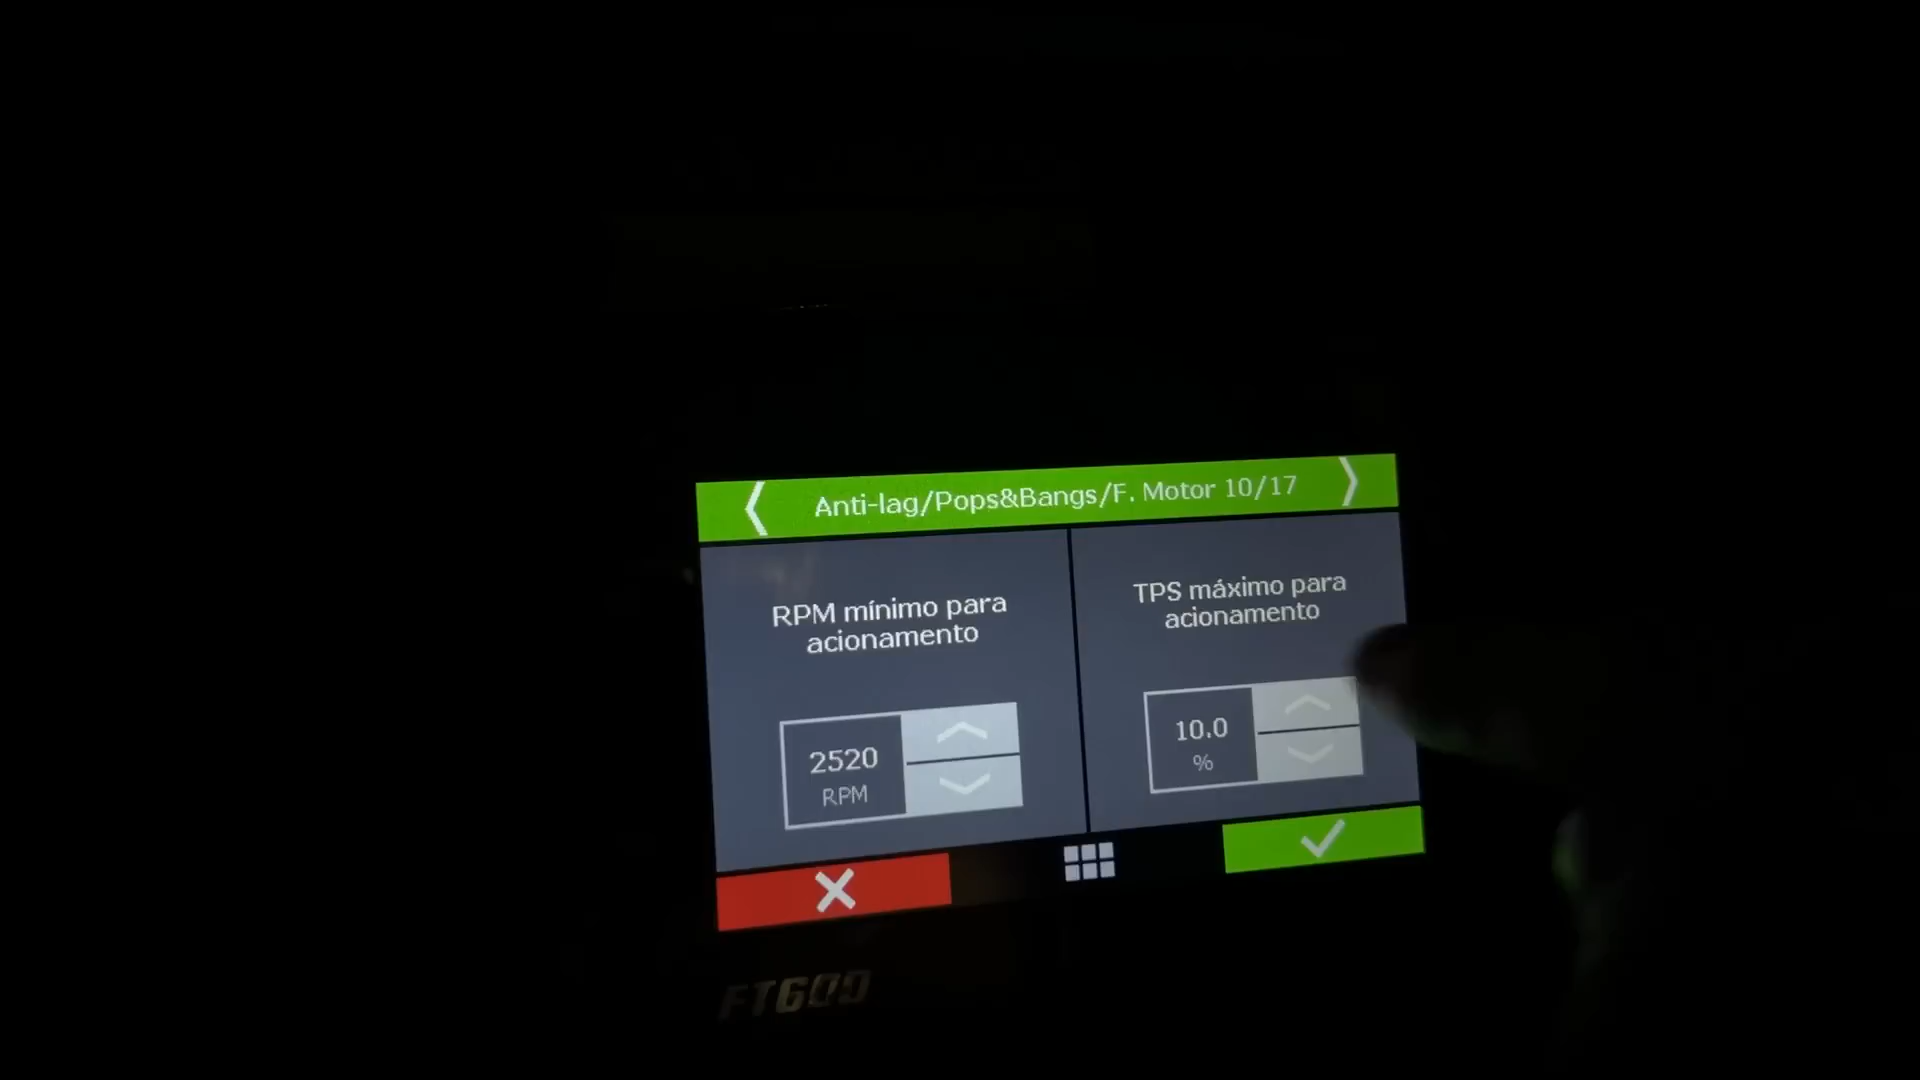 Anti-lag/Pops&Bangs/F. Motor 10/17
RPM mínimo para
acionamento
2520
RPM
TPS máximo para
acionamento
10.0
%
FT600